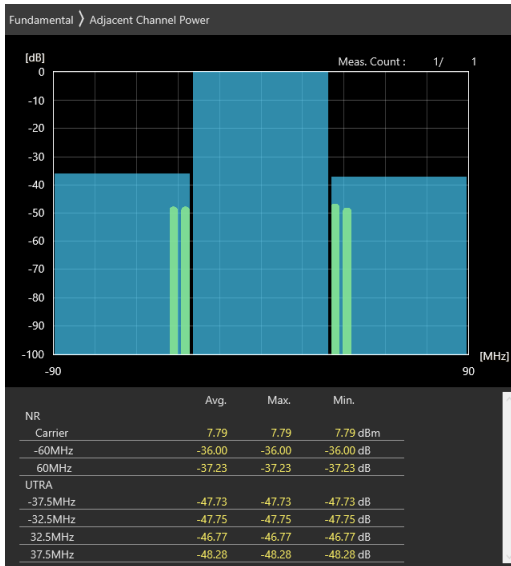 Fundamental 〉 Adjacent Channel Power
[dB]
Meas. Count : 1/ 1
0
-10
-20
-30
-40
-50
-60
-70
-80
-90
-100
[MHz]
-90 90
Avg. Max. Min.
NR
Carrier 7.79 7.79 7.79 dBm
-60MHz -36.00 -36.00 -36.00 dB
60MHz -37.23 -37.23 -37.23 dB
UTRA
-37.5MHz -47.73 -47.73 -47.73 dB
-32.5MHz -47.75 -47.75 -47.75 dB
32.5MHz -46.77 -46.77 -46.77 dB
37.5MHz -48.28 -48.28 -48.28 dB